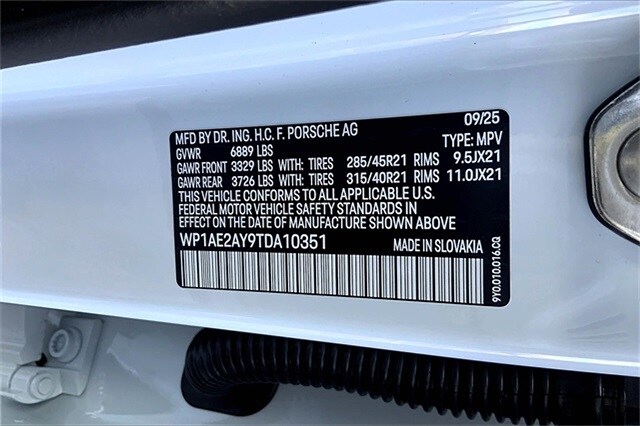 09/25
MFD BY DR. ING. H.C. F. PORSCHE AG
GVWR 6889 LBS TYPE: MPV
GAWR FRONT 3329 LBS WITH: TIRES 285/45R21 RIMS 9.5JX21
GAWR REAR 3726 LBS WITH: TIRES 315/40R21 RIMS 11.0JX21
THIS VEHICLE CONFORMS TO ALL APPLICABLE U.S.
FEDERAL MOTOR VEHICLE SAFETY STANDARDS IN
EFFECT ON THE DATE OF MANUFACTURE SHOWN ABOVE
WP1AE2AY9TDA10351 MADE IN SLOVAKIA
9Y0.010.016.CQ